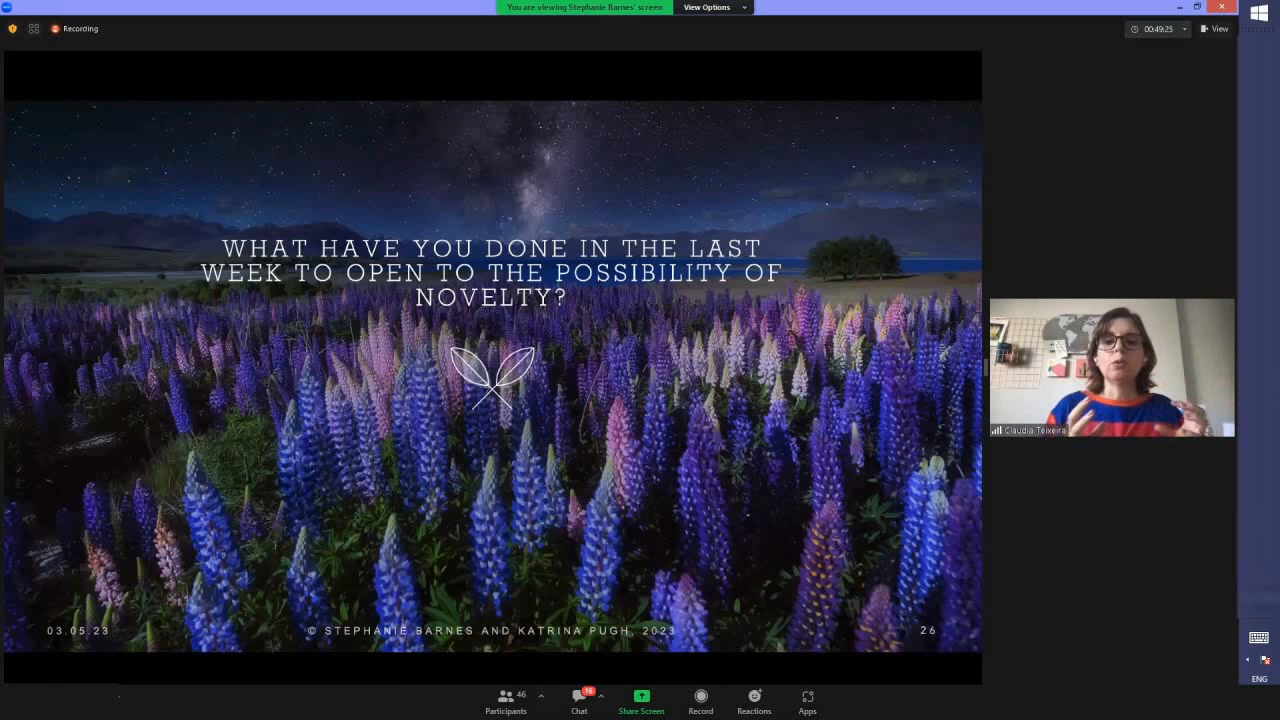 You are viewing Stephanie Barnes' screen
View Options
Recording
00:49:25
View
WHAT HAVE YOU DONE IN THE LAST
WEEK TO OPEN TO THE POSSIBILITY OF
NOVELTY?
Claudia Teixeira
03.05.23
© STEPHANIE BARNES AND KATRINA PUGH, 2023
26
46
Participants
16
Chat
Share Screen
Record
Reactions
Apps
ENG